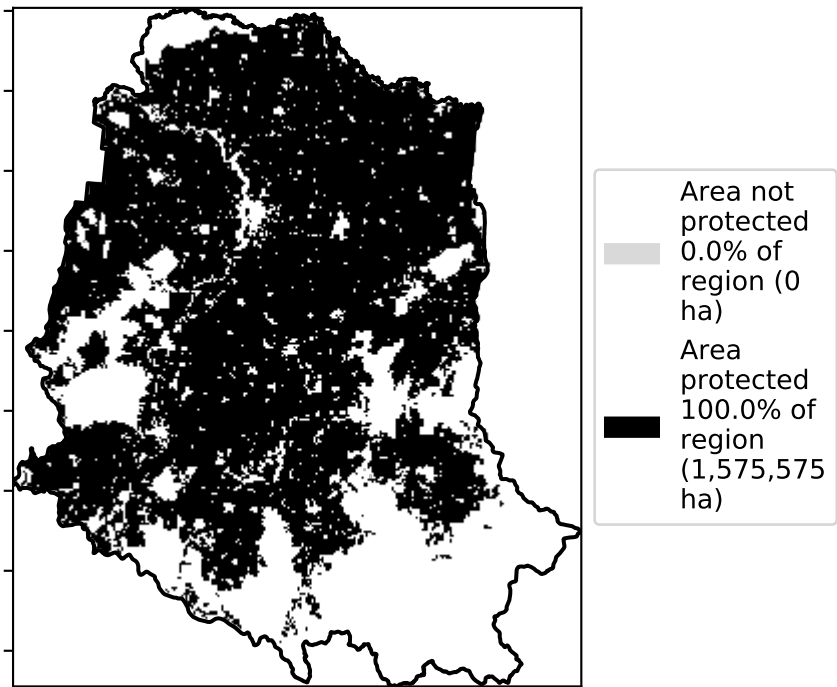 Area not
protected
0.0% of
region (0
ha)
Area
protected
100.0% of
region
(1,575,575
ha)